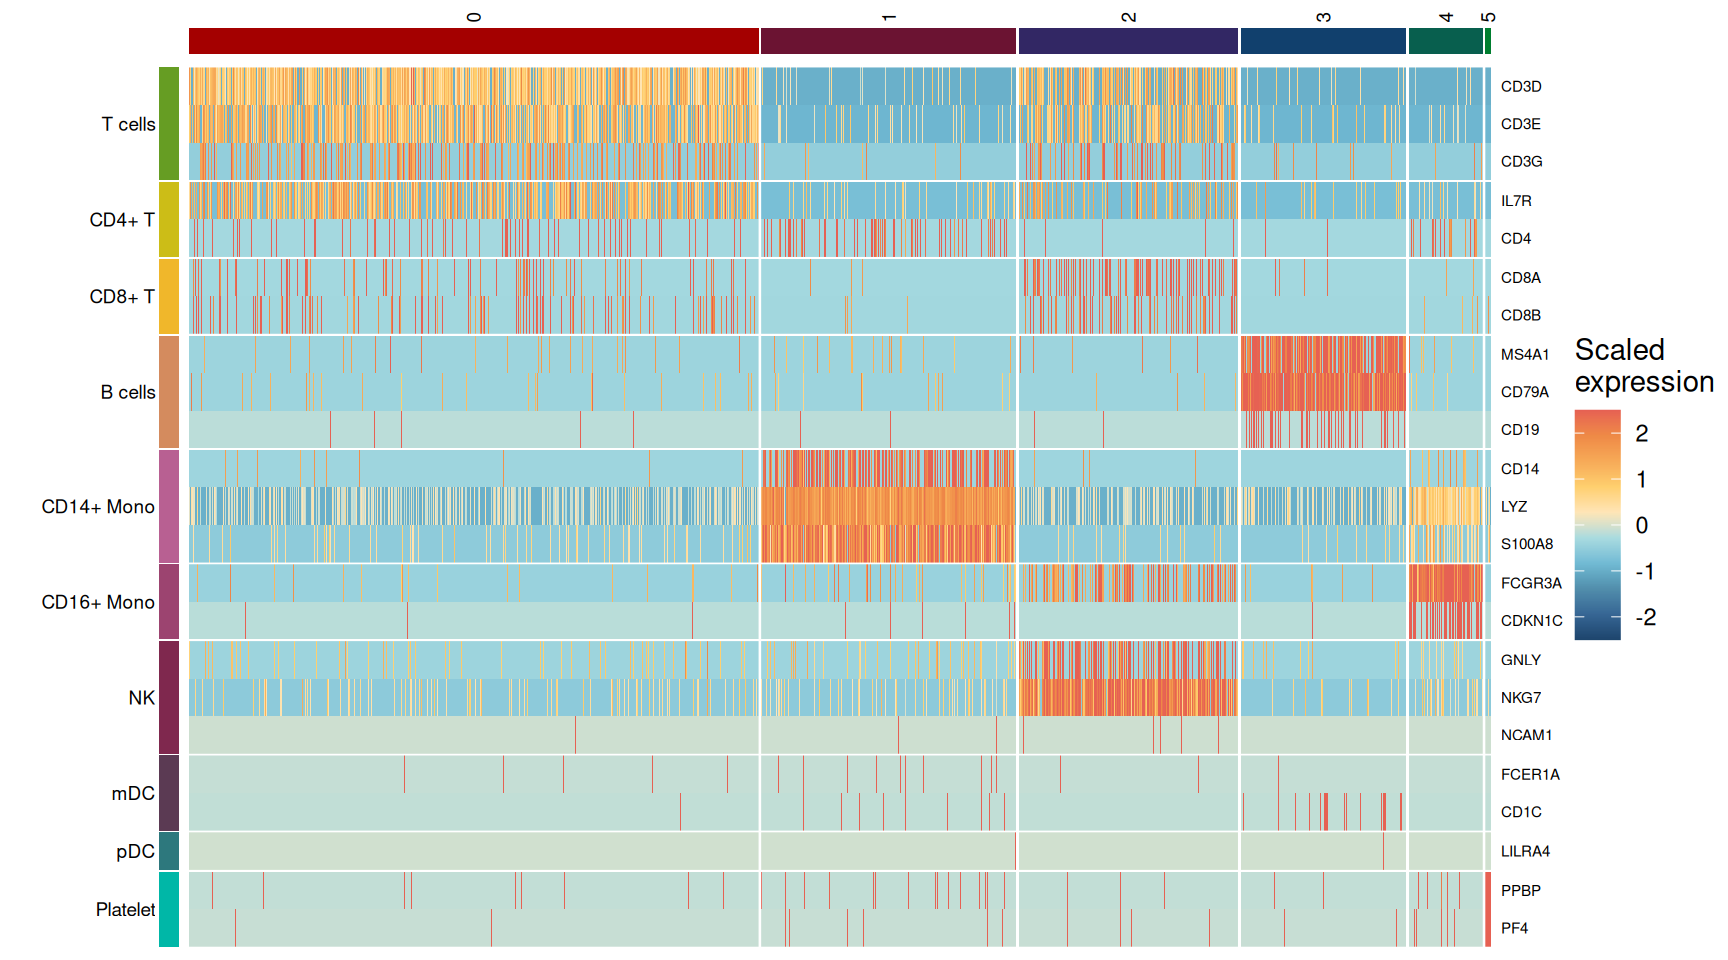 0
1
2
3
4
5
T cells
CD3D
CD3E
CD3G
CD4+ T
IL7R
CD4
CD8+ T
CD8A
CD8B
B cells
MS4A1
CD79A
CD19
CD14+ Mono
CD14
LYZ
S100A8
CD16+ Mono
FCGR3A
CDKN1C
NK
GNLY
NKG7
NCAM1
mDC
FCER1A
CD1C
pDC
LILRA4
Platelet
PPBP
PF4
Scaled
expression
2
1
0
-1
-2